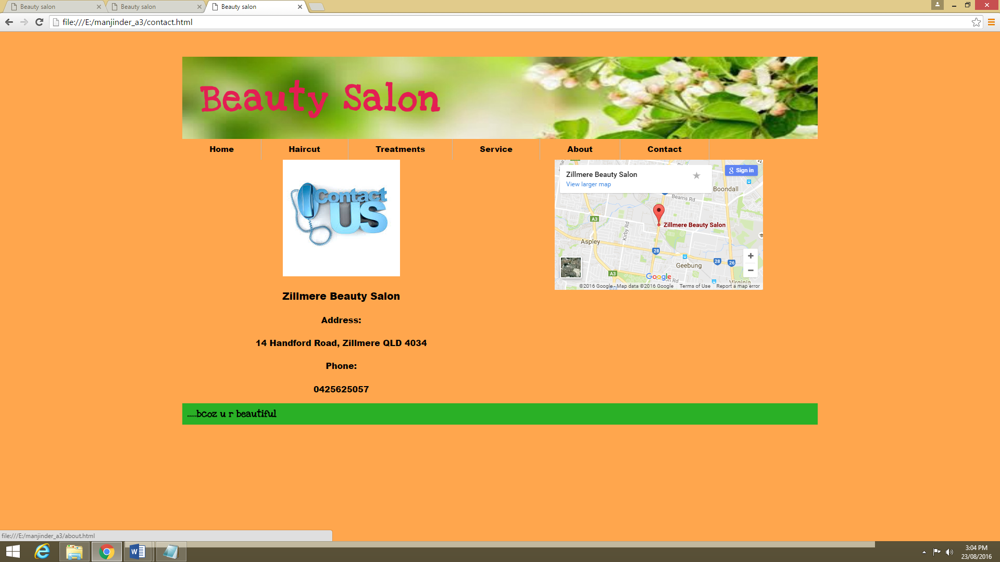 Beauty salon
Beauty salon
Beauty salon
file:///E:/manjinder_a3/contact.html
Beauty Salon
Home
Haircut
Treatments
Service
About
Contact
Contact
US
Zillmere Beauty Salon
View larger map
Sign in
Boondall
Beams Rd
A3
Kirby Rd
Zillmere Beauty Salon
Aspley
28
28
26
Geebung
A3
Google
Virginia
©2016 Google - Map data ©2016 Google
Terms of Use
Report a map error
Zillmere Beauty Salon
Address:
14 Handford Road, Zillmere QLD 4034
Phone:
0425625057
.....bcoz u r beautiful
file:///E:/manjinder_a3/about.html
3:04 PM
23/08/2016